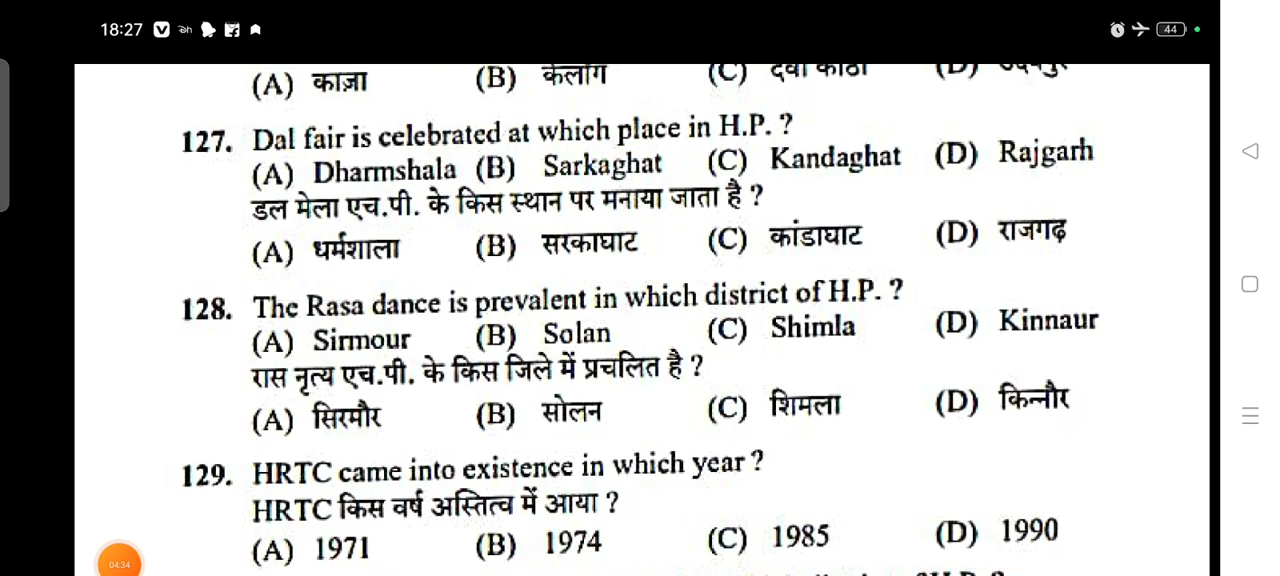 18:27
44
(A) काज़ा (B) केलांग (C) (D)
127. Dal fair is celebrated at which place in H.P. ?
(A) Dharmshala (B) Sarkaghat (C) Kandaghat (D) Rajgarh
डल मेला एच.पी. के किस स्थान पर मनाया जाता है ?
(A) धर्मशाला (B) सरकाघाट (C) कांडाघाट (D) राजगढ़
128. The Rasa dance is prevalent in which district of H.P. ?
(A) Sirmour (B) Solan (C) Shimla (D) Kinnaur
रास नृत्य एच.पी. के किस जिले में प्रचलित है ?
(A) सिरमौर (B) सोलन (C) शिमला (D) किन्नौर
129. HRTC came into existence in which year ?
HRTC किस वर्ष अस्तित्व में आया ?
(A) 1971 (B) 1974 (C) 1985 (D) 1990
04:34